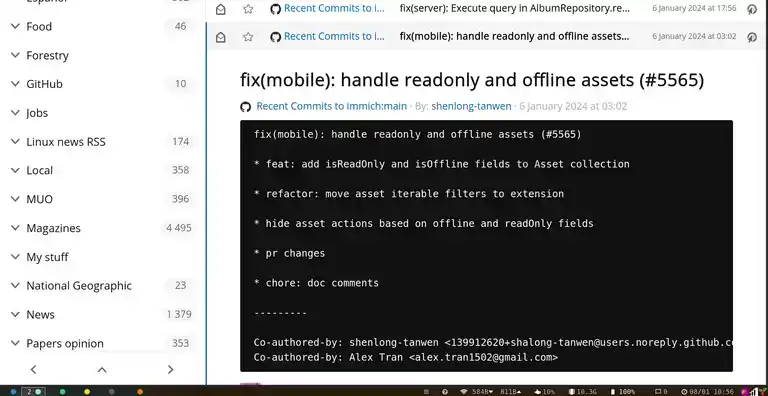 Food 46
Forestry
GitHub 10
Jobs
Linux news RSS 174
Local 358
MUO 396
Magazines 4 495
My stuff
National Geographic 23
News 1 379
Papers opinion 353
Recent Commits to i... fix(server): Execute query in AlbumRepository.re... 6 January 2024 at 17:56
Recent Commits to i... fix(mobile): handle readonly and offline assets... 6 January 2024 at 03:02
fix(mobile): handle readonly and offline assets (#5565)
Recent Commits to immich:main · By: shenlong-tanwen · 6 January 2024 at 03:02
fix(mobile): handle readonly and offline assets (#5565)
* feat: add isReadOnly and isOffline fields to Asset collection
* refactor: move asset iterable filters to extension
* hide asset actions based on offline and readOnly fields
* pr changes
* chore: doc comments
---------
Co-authored-by: shenlong-tanwen <139912620+shalong-tanwen@users.noreply.github.c
Co-authored-by: Alex Tran <alex.tran1502@gmail.com>
2 584B 811B 10% 10.3G 100% 0 08/01 10:56